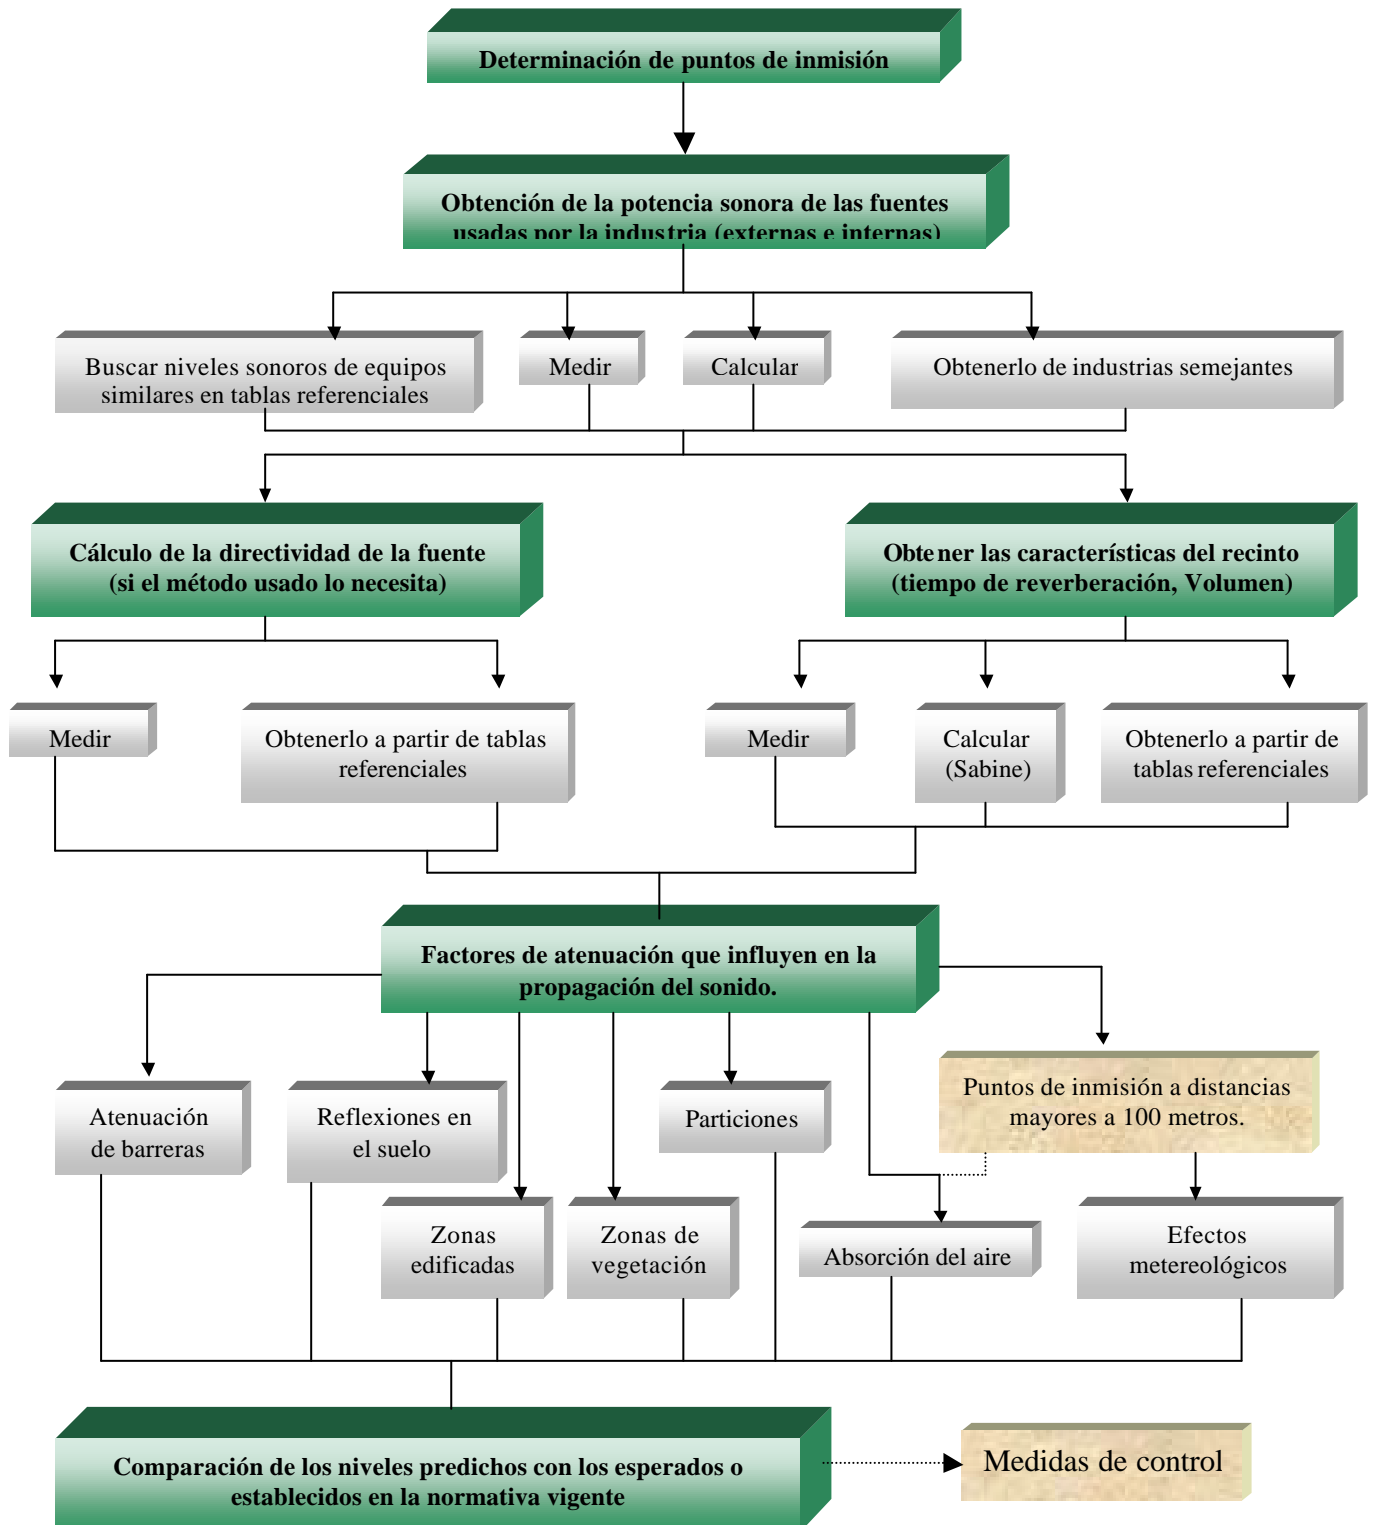 Determinación de puntos de inmisión
Obtención de la potencia sonora de las fuentes
usadas por la industria (externas e internas)
Buscar niveles sonoros de equipos
similares en tablas referenciales
Medir
Calcular
Obtenerlo de industrias semejantes
Cálculo de la directividad de la fuente
(si el método usado lo necesita)
Obtener las características del recinto
(tiempo de reverberación, Volumen)
Medir
Obtenerlo a partir de tablas
referenciales
Medir
Calcular
(Sabine)
Obtenerlo a partir de
tablas referenciales
Factores de atenuación que influyen en la
propagación del sonido.
Atenuación
de barreras
Reflexiones en
el suelo
Particiones
Puntos de inmisión a distancias
mayores a 100 metros.
Zonas
edificadas
Zonas de
vegetación
Absorción del aire
Efectos
metereológicos
Comparación de los niveles predichos con los esperados o
establecidos en la normativa vigente
Medidas de control